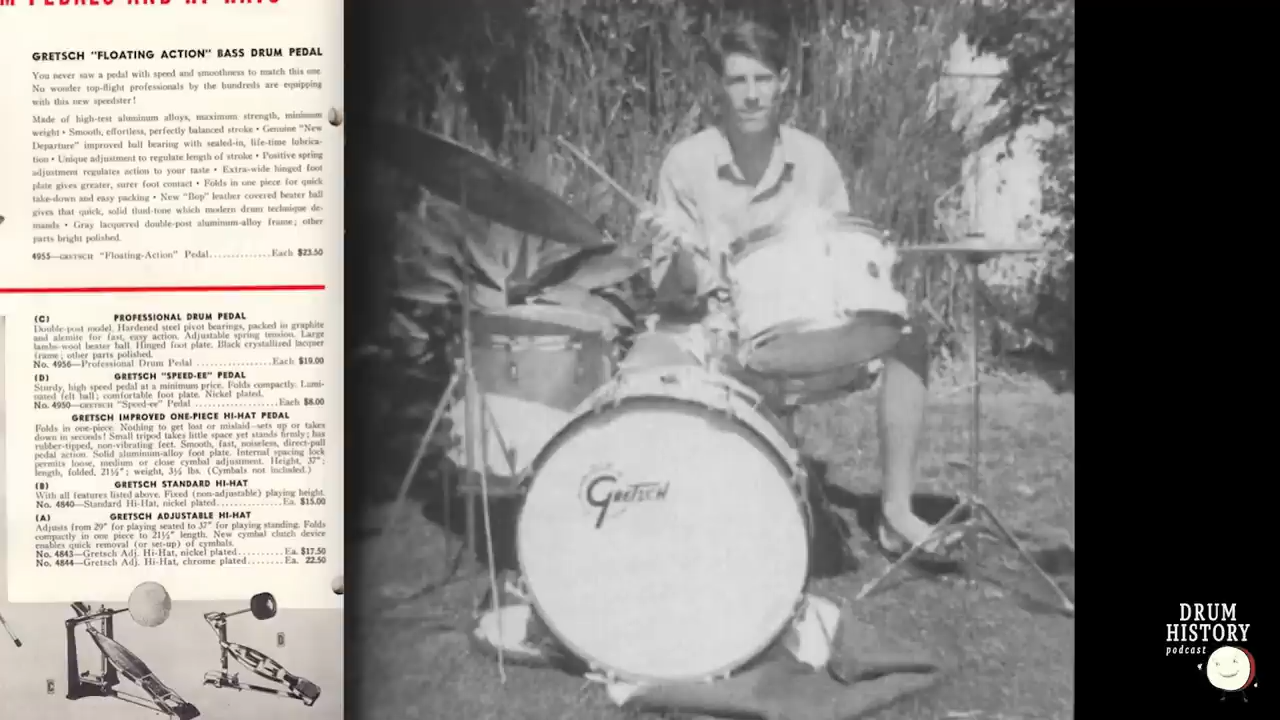 M PEDALS AND HI-HATS
GRETSCH "FLOATING ACTION" BASS DRUM PEDAL
You never saw a pedal with speed and smoothness to match this one.
No wonder top-flight professionals by the hundreds are equipping
with this new speedster!
Made of high-test aluminum alloys, maximum strength, minimum
weight • Smooth, effortless, perfectly balanced stroke • Genuine "New
Departure" improved ball bearing with sealed-in, life-time lubrica-
tion • Unique adjustment to regulate length of stroke • Positive spring
adjustment regulates action to your taste • Extra-wide hinged foot
plate gives greater, surer foot contact • Folds in one piece for quick
take-down and easy packing • New "Bop" leather covered beater ball
gives that quick, solid thud-tone which modern drum technique de-
mands • Gray lacquered double-post aluminum-alloy frame; other
parts bright polished.
4955—GRETSCH "Floating-Action" Pedal..............Each $23.50
(C) PROFESSIONAL DRUM PEDAL
Double-post model. Hardened steel pivot bearings, packed in graphite
and alemite for fast, easy action. Adjustable spring tension. Large
lambs-wool beater ball. Hinged foot plate. Black crystallized lacquer
frame; other parts polished.
No. 4956—Professional Drum Pedal ..................Each $19.00
(D) GRETSCH "SPEED-EE" PEDAL
Sturdy, high speed pedal at a minimum price. Folds compactly. Lami-
nated felt ball; comfortable foot plate. Nickel plated.
No. 4950—GRETSCH "Speed-ee" Pedal ..................Each $8.00
GRETSCH IMPROVED ONE-PIECE HI-HAT PEDAL
Folds in one-piece. Nothing to get lost or mislaid—sets up or takes
down in seconds! Small tripod takes little space yet stands firmly; has
rubber-tipped, non-vibrating feet. Smooth, fast, noiseless, direct-pull
pedal action. Solid aluminum-alloy foot plate. Internal spacing lock
permits loose, medium or close cymbal adjustment. Height, 37";
length, folded, 21½"; weight, 3½ lbs. (Cymbals not included.)
(B) GRETSCH STANDARD HI-HAT
With all features listed above. Fixed (non-adjustable) playing height.
No. 4840—Standard Hi-Hat, nickel plated..............Ea. $15.00
(A) GRETSCH ADJUSTABLE HI-HAT
Adjusts from 29" for playing seated to 37" for playing standing. Folds
compactly in one piece to 21½" length. New cymbal clutch device
enables quick removal (or set-up) of cymbals.
No. 4843—Gretsch Adj. Hi-Hat, nickel plated..........Ea. $17.50
No. 4844—Gretsch Adj. Hi-Hat, chrome plated........Ea. 22.50
C
D
GRETSCH
DRUM
HISTORY
podcast